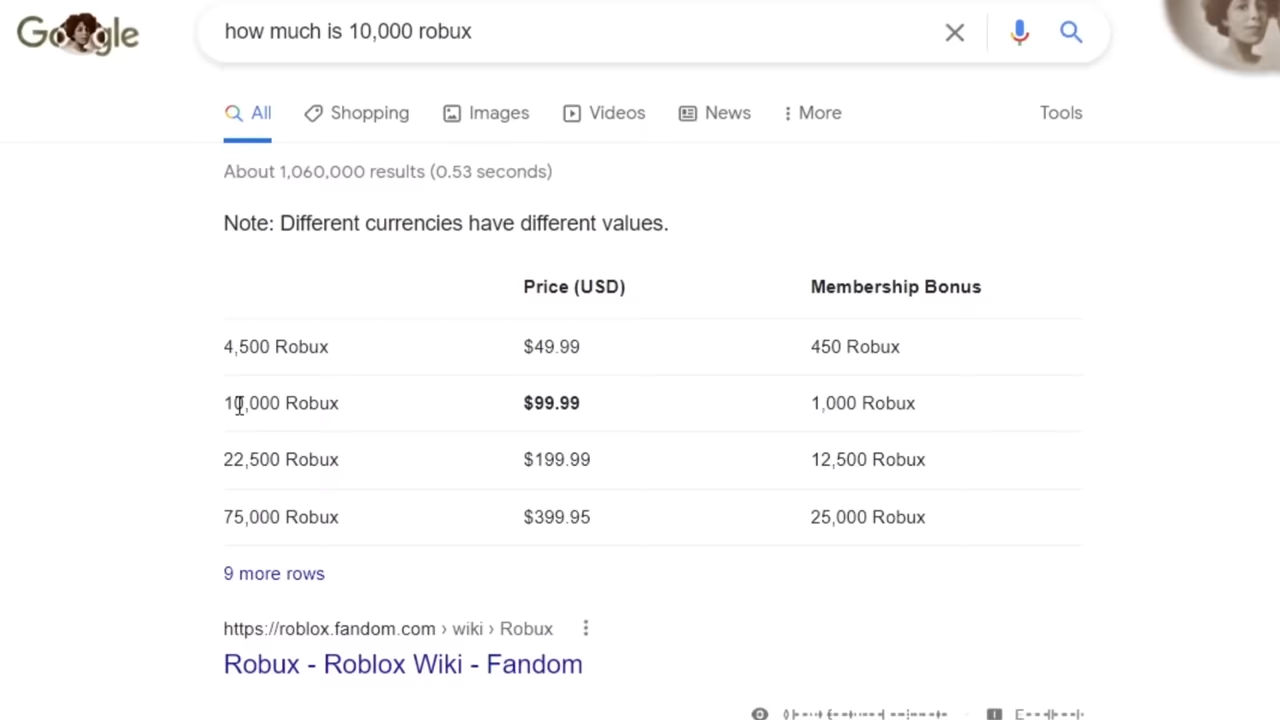 Google
how much is 10,000 robux
All Shopping Images Videos News More Tools
About 1,060,000 results (0.53 seconds)
Note: Different currencies have different values.
Price (USD) Membership Bonus
4,500 Robux $49.99 450 Robux
10,000 Robux $99.99 1,000 Robux
22,500 Robux $199.99 12,500 Robux
75,000 Robux $399.95 25,000 Robux
9 more rows
https://roblox.fandom.com › wiki › Robux
Robux - Roblox Wiki - Fandom